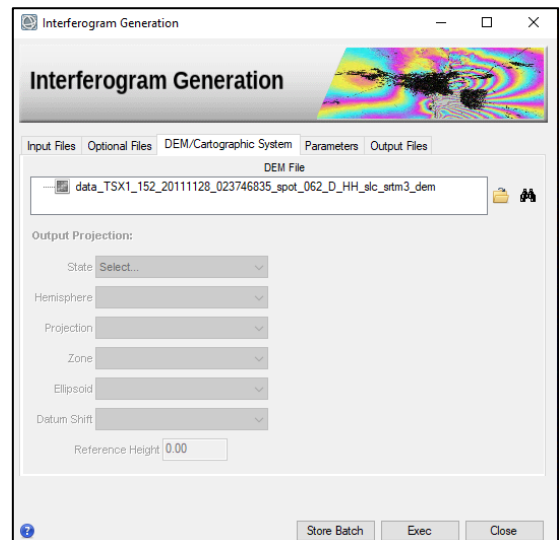 Interferogram Generation
Interferogram Generation
Input Files Optional Files DEM/Cartographic System Parameters Output Files
DEM File
data_TSX1_152_20111128_023746835_spot_062_D_HH_slc_srtm3_dem
Output Projection:
State Select...
Hemisphere
Projection
Zone
Ellipsoid
Datum Shift
Reference Height 0.00
? Store Batch Exec Close